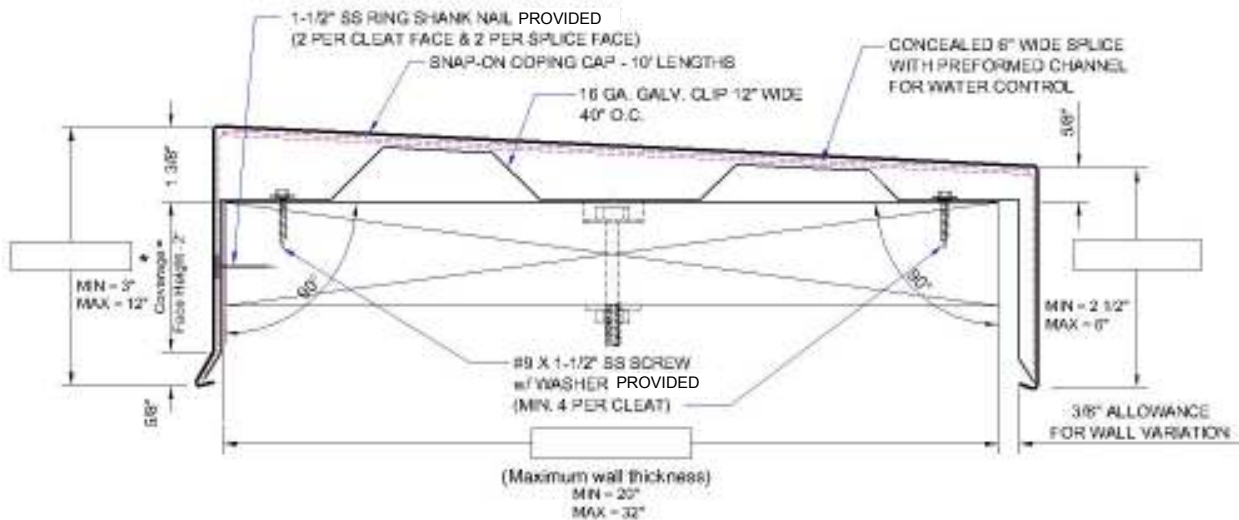 1-1/2" SS RING SHANK NAIL PROVIDED
(2 PER CLEAT FACE & 2 PER SPLICE FACE)
SNAP-ON COPING CAP - 10' LENGTHS
16 GA. GALV. CLIP 12" WIDE
40" O.C.
CONCEALED 6" WIDE SPLICE
WITH PREFORMED CHANNEL
FOR WATER CONTROL
1 3/8"
5/8"
MIN = 3"
MAX = 12"
*
Coverage =
Face Height - 2"
90°
90°
MIN = 2 1/2"
MAX = 8"
#9 X 1-1/2" SS SCREW
w/ WASHER PROVIDED
(MIN. 4 PER CLEAT)
5/8"
3/8" ALLOWANCE
FOR WALL VARIATION
(Maximum wall thickness)
MIN = 20"
MAX = 32"